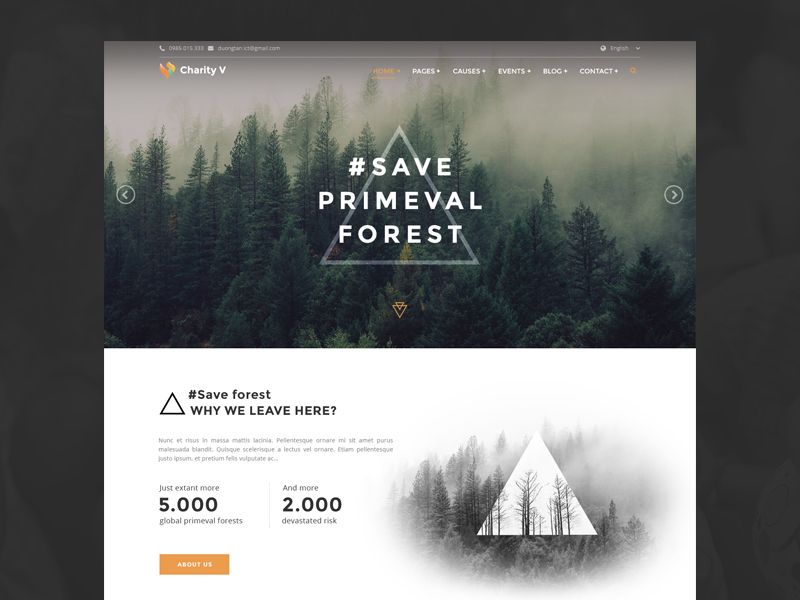 0985.015.333 duongtan.ict@gmail.com English
Charity V HOME + PAGES + CAUSES + EVENTS + BLOG + CONTACT +
#SAVE
PRIMEVAL
FOREST
#Save forest
WHY WE LEAVE HERE?
Nunc et risus in massa mattis lacinia. Pellentesque ornare mi sit amet purus
malesuada blandit. Quisque scelerisque a lectus vel ornare. Etiam pellentesque
justo ipsum, et pretium felis vulputate ac...
Just extant more
5.000
global primeval forests
And more
2.000
devastated risk
ABOUT US